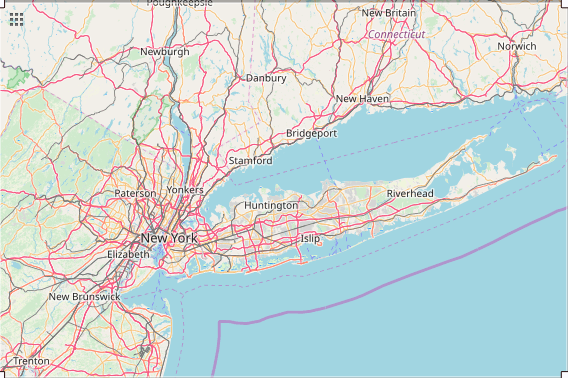 Poughkeepsie
New Britain
Connecticut
Newburgh
Norwich
Danbury
New Haven
Bridgeport
Stamford
Paterson
Yonkers
Riverhead
Huntington
New York
Islip
Elizabeth
New Brunswick
Trenton